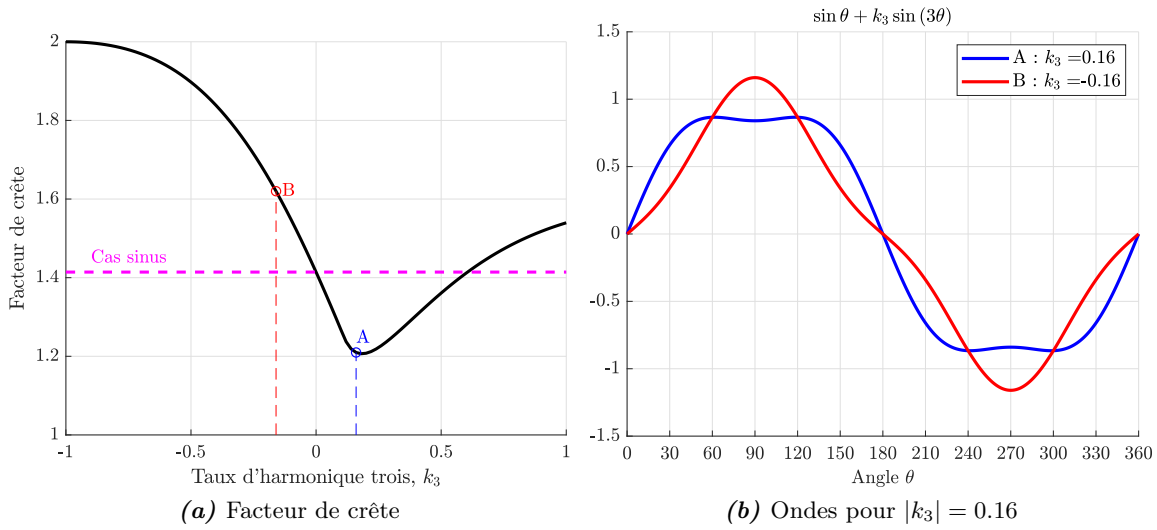 Facteur de crête
2
1.8
1.6
1.4
1.2
1
-1
-0.5
0
0.5
1
Cas sinus
B
A
Taux d'harmonique trois, k₃
(a) Facteur de crête
sin θ + k₃ sin (3θ)
1.5
1
0.5
0
-0.5
-1
-1.5
A : k₃ =0.16
B : k₃ =-0.16
0 30 60 90 120 150 180 210 240 270 300 330 360
Angle θ
(b) Ondes pour |k₃| = 0.16